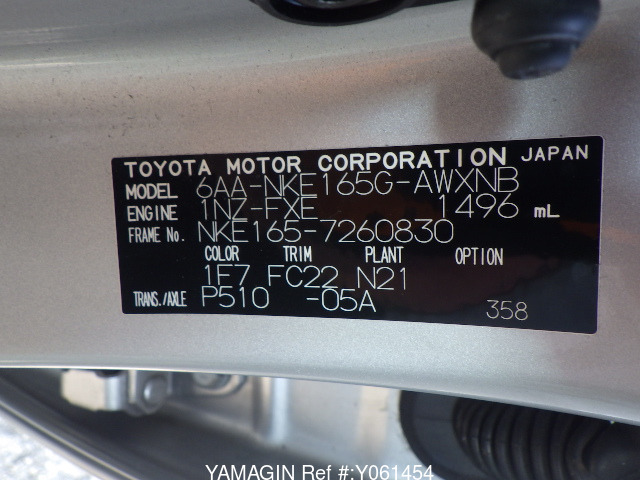 TOYOTA MOTOR CORPORATION JAPAN
MODEL 6AA-NKE165G-AWXNB
ENGINE 1NZ-FXE 1496 mL
FRAME No. NKE165-7260830
COLOR TRIM PLANT OPTION
1F7 FC22 N21
TRANS./AXLE P510 -05A 358
YAMAGIN Ref #:Y061454